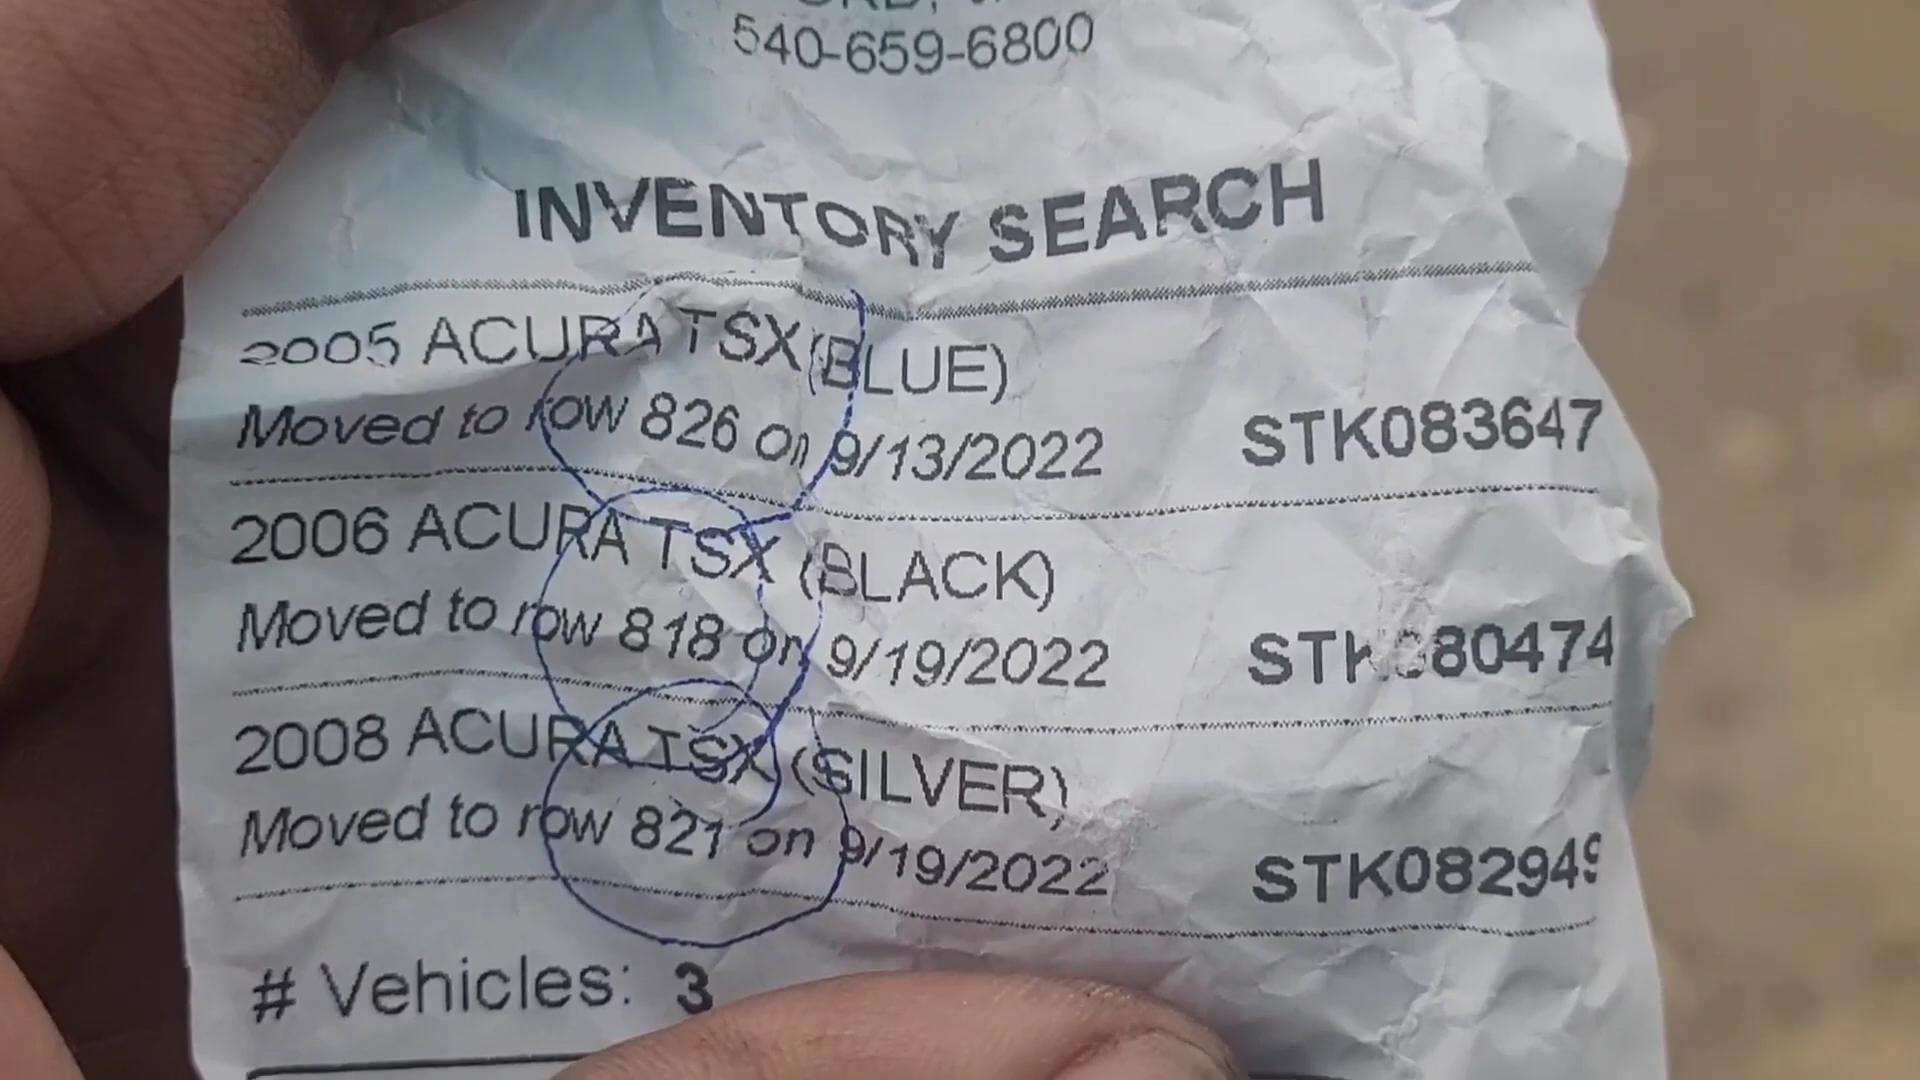 540-659-6800
INVENTORY SEARCH
2005 ACURA TSX (BLUE)
Moved to row 826 on 9/13/2022 STK083647
2006 ACURA TSX (BLACK)
Moved to row 818 on 9/19/2022 STK080474
2008 ACURA TSX (SILVER)
Moved to row 821 on 9/19/2022 STK082949
# Vehicles: 3